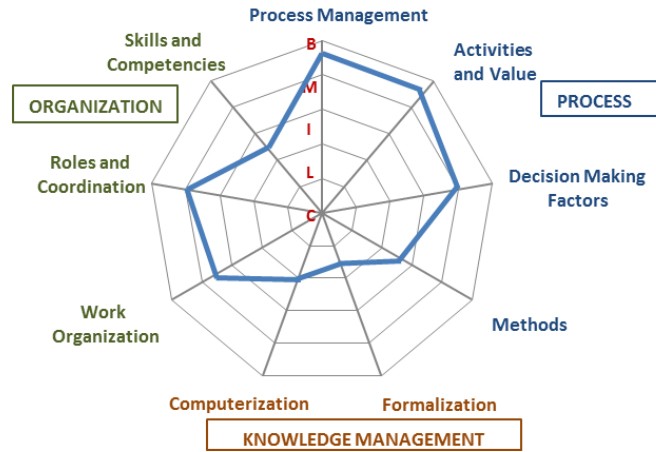 Process Management
B
Skills and
Competencies
Activities
and Value
M
ORGANIZATION
PROCESS
I
Roles and
Coordination
L
Decision Making
Factors
C
Work
Organization
Methods
Computerization
Formalization
KNOWLEDGE MANAGEMENT